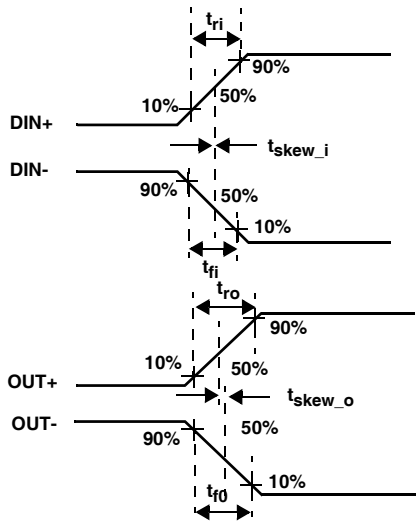 tri
90%
10%
50%
DIN+
tskew_i
DIN-
90%
50%
10%
tfi
tro
90%
10%
50%
OUT+
tskew_o
OUT-
90%
50%
10%
tf0